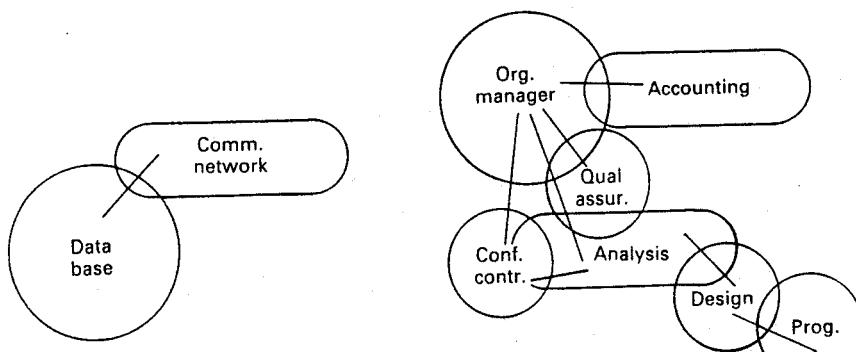 Comm.
network
Data
base
Org.
manager
Accounting
Qual
assur.
Conf.
contr.
Analysis
Design
Prog.